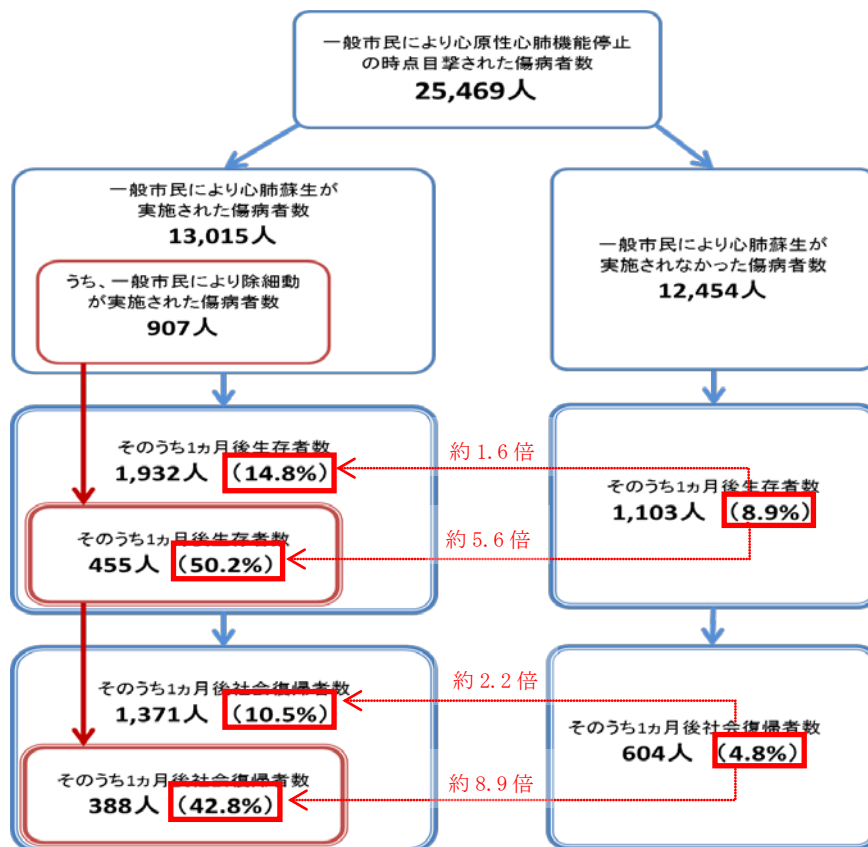 一般市民により心原性心肺機能停止
の時点目撃された傷病者数
25,469人
一般市民により心肺蘇生が
実施された傷病者数
13,015人
うち、一般市民により除細動
が実施された傷病者数
907人
一般市民により心肺蘇生が
実施されなかった傷病者数
12,454人
そのうち1ヵ月後生存者数
1,932人 (14.8%)
約1.6倍
そのうち1ヵ月後生存者数
1,103人 (8.9%)
そのうち1ヵ月後生存者数
455人 (50.2%)
約5.6倍
そのうち1ヵ月後社会復帰者数
1,371人 (10.5%)
約2.2倍
そのうち1ヵ月後社会復帰者数
604人 (4.8%)
そのうち1ヵ月後社会復帰者数
388人 (42.8%)
約8.9倍